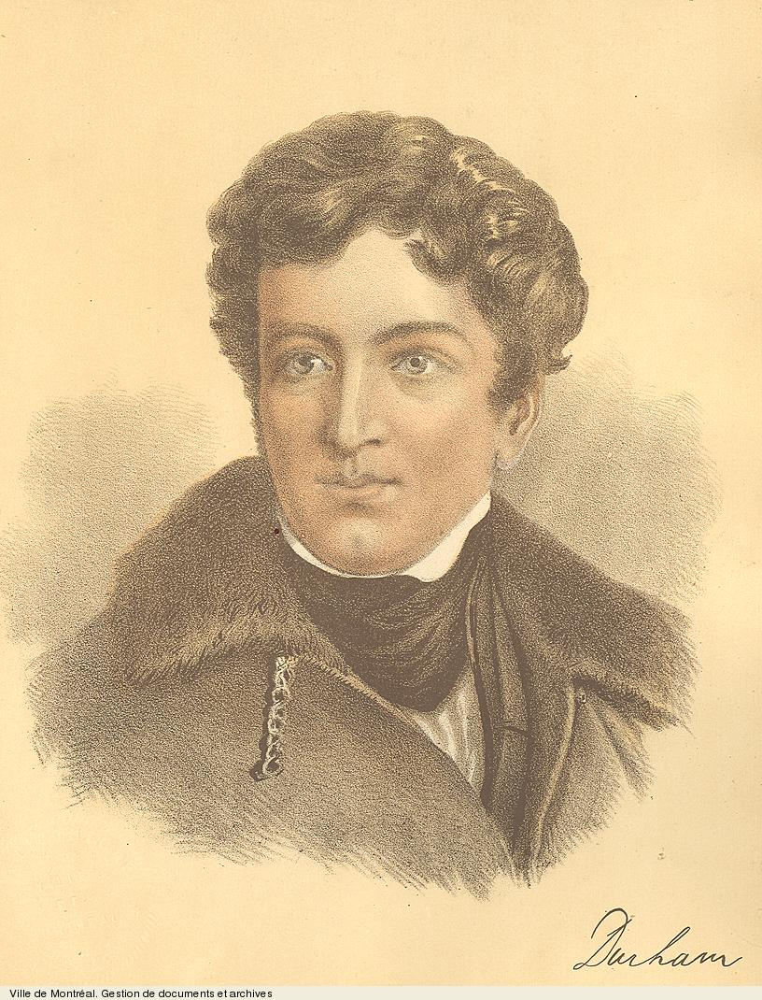 Durham
Ville de Montréal. Gestion de documents et archives